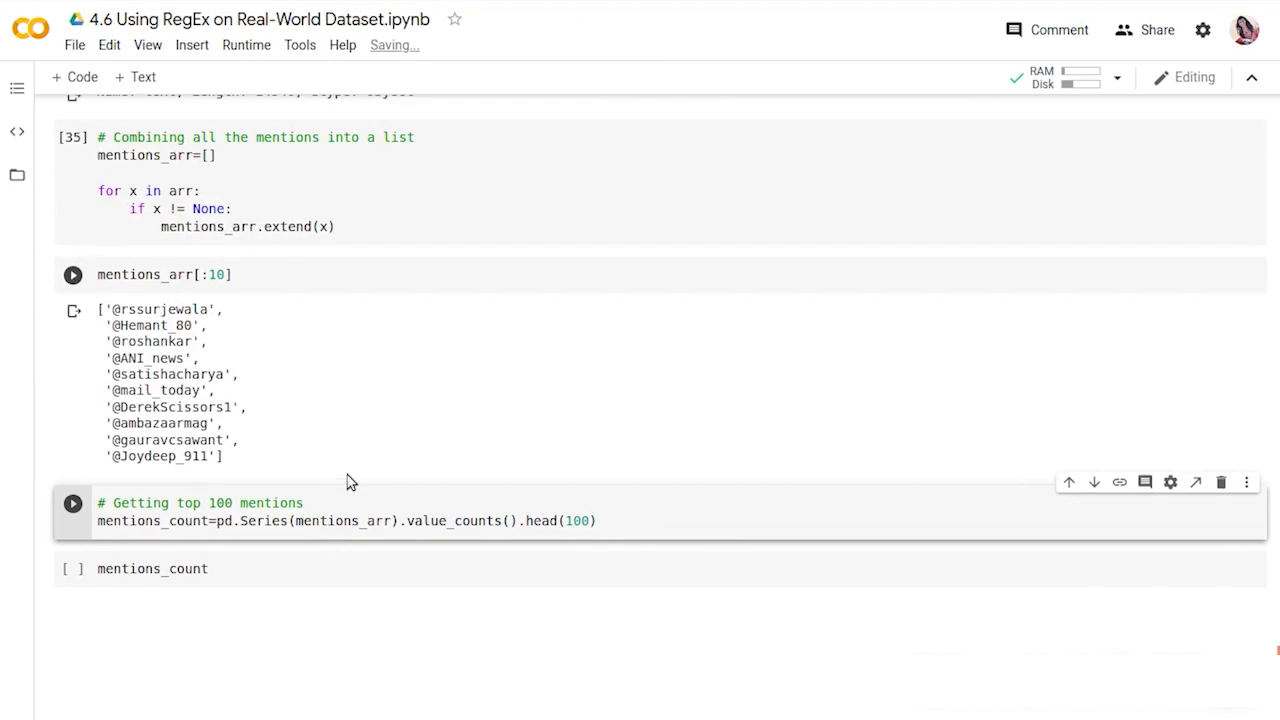 4.6 Using RegEx on Real-World Dataset.ipynb
File Edit View Insert Runtime Tools Help Saving...
Comment Share
+ Code + Text
RAM
Disk
Editing
[35] # Combining all the mentions into a list
mentions_arr=[]
for x in arr:
if x != None:
mentions_arr.extend(x)
mentions_arr[:10]
['@rssurjewala',
'@Hemant_80',
'@roshankar',
'@ANI_news',
'@satishacharya',
'@mail_today',
'@DerekScissors1',
'@ambazaarmag',
'@gauravcsawant',
'@Joydeep_911']
# Getting top 100 mentions
mentions_count=pd.Series(mentions_arr).value_counts().head(100)
[ ] mentions_count